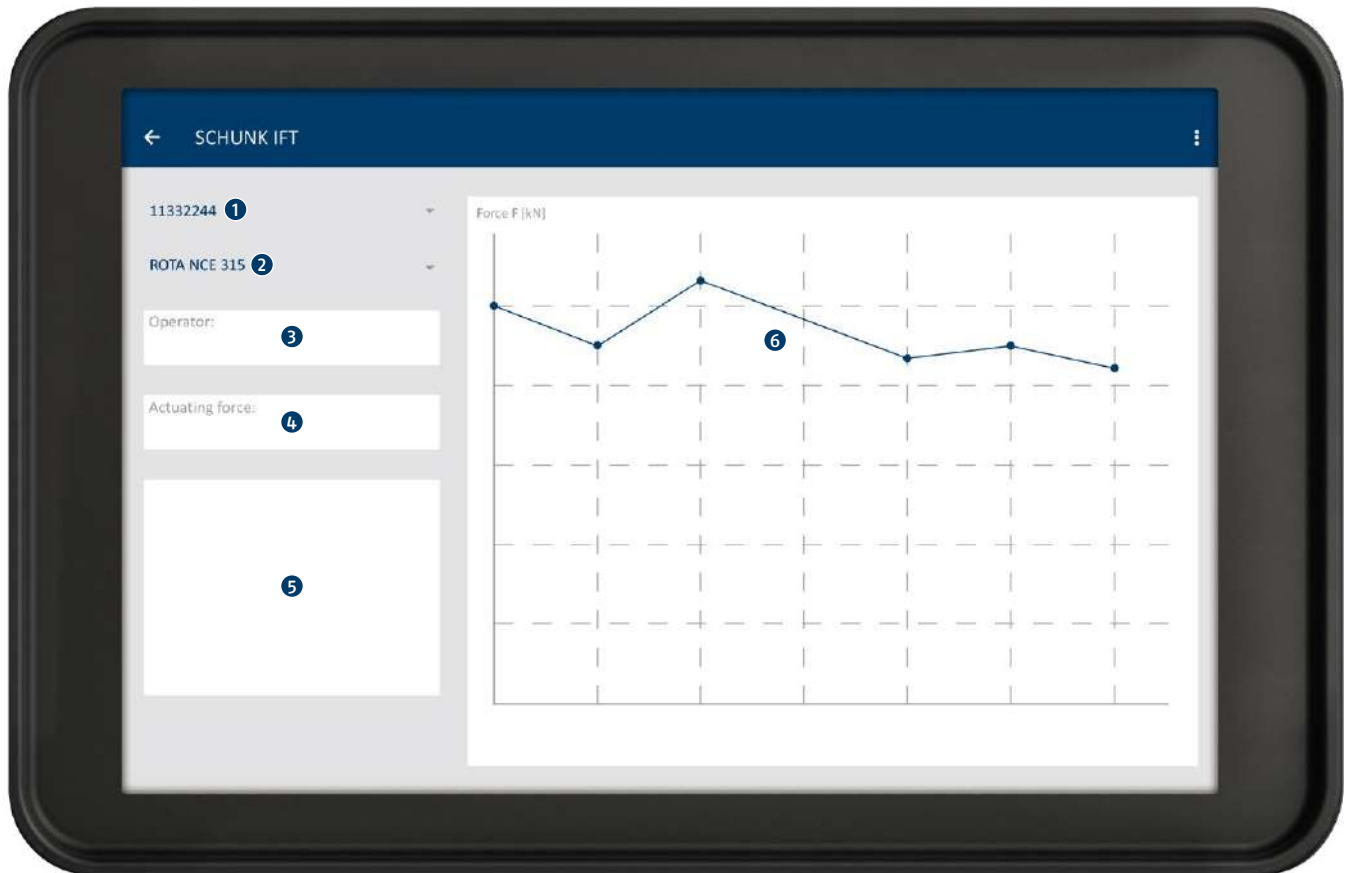 ← SCHUNK IFT
11332244 1
ROTA NCE 315 2
Operator:
3
Actuating force:
4
5
Force F [kN]
6